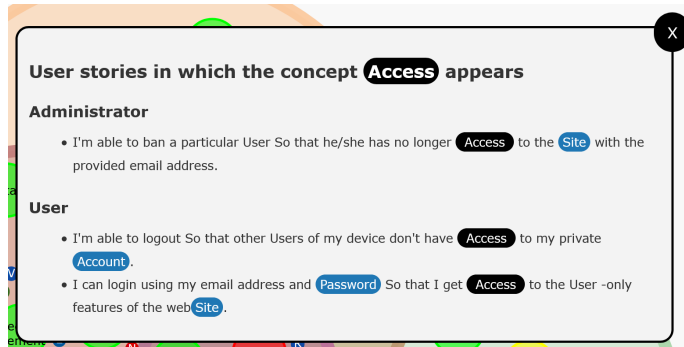 X
User stories in which the concept Access appears
Administrator
• I'm able to ban a particular User So that he/she has no longer Access to the Site with the
provided email address.
User
• I'm able to logout So that other Users of my device don't have Access to my private
Account.
• I can login using my email address and Password So that I get Access to the User -only
features of the webSite.
ement